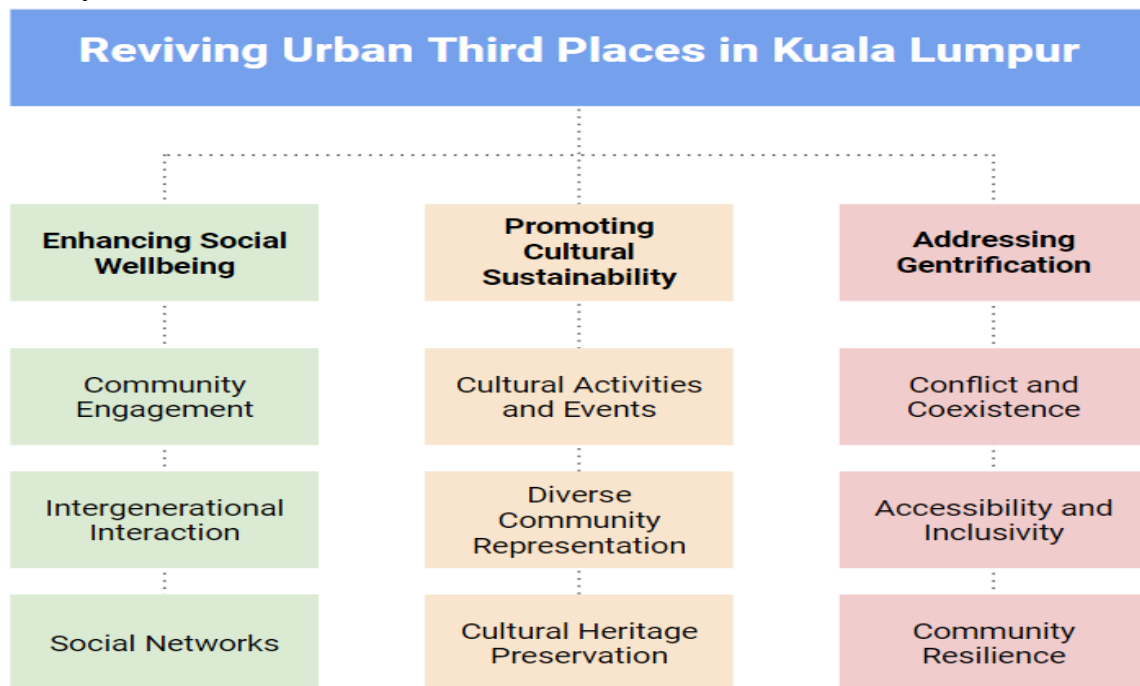 Reviving Urban Third Places in Kuala Lumpur
Enhancing Social
Wellbeing
Community
Engagement
Intergenerational
Interaction
Social Networks
Promoting
Cultural
Sustainability
Cultural Activities
and Events
Diverse
Community
Representation
Cultural Heritage
Preservation
Addressing
Gentrification
Conflict and
Coexistence
Accessibility and
Inclusivity
Community
Resilience